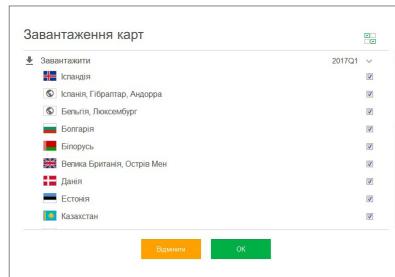 Завантаження карт
Завантажити 2017Q1
Ісландія
Іспанія, Гібралтар, Андорра
Бельгія, Люксембург
Болгарія
Білорусь
Велика Британія, Острів Мен
Данія
Естонія
Казахстан
Відмінити OK